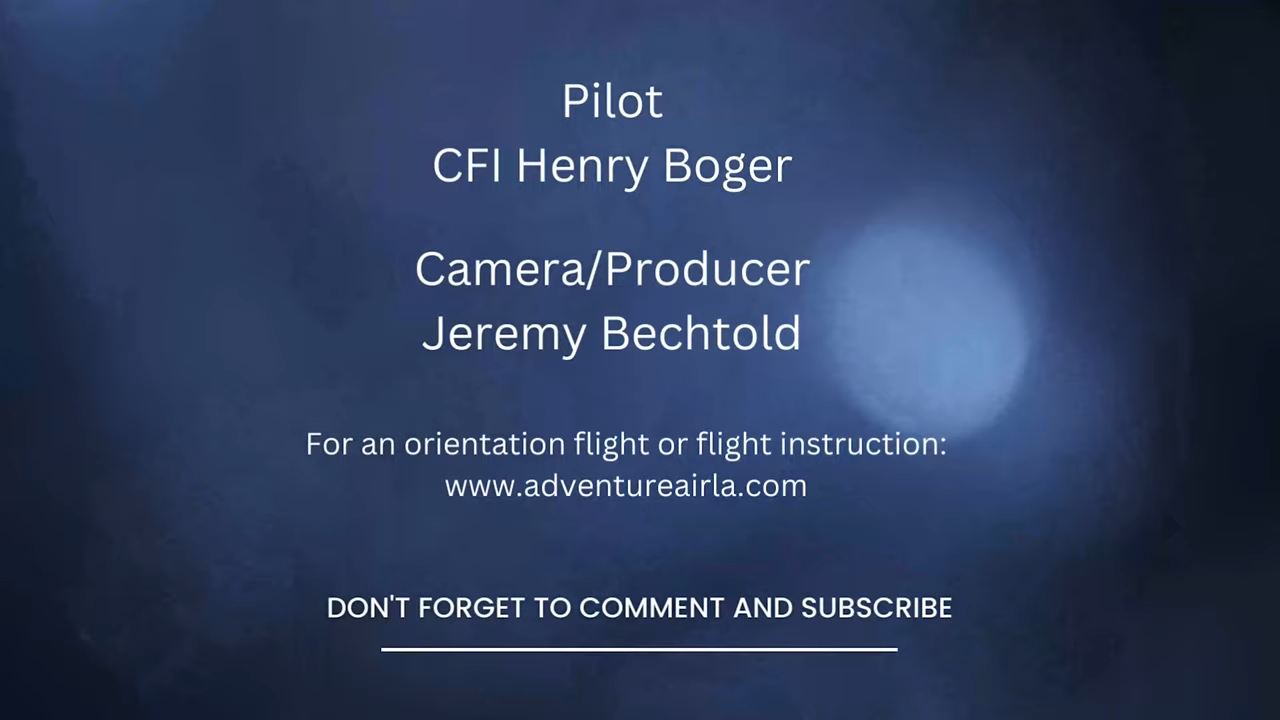 Pilot
CFI Henry Boger
Camera/Producer
Jeremy Bechtold
For an orientation flight or flight instruction:
www.adventureairla.com
DON'T FORGET TO COMMENT AND SUBSCRIBE